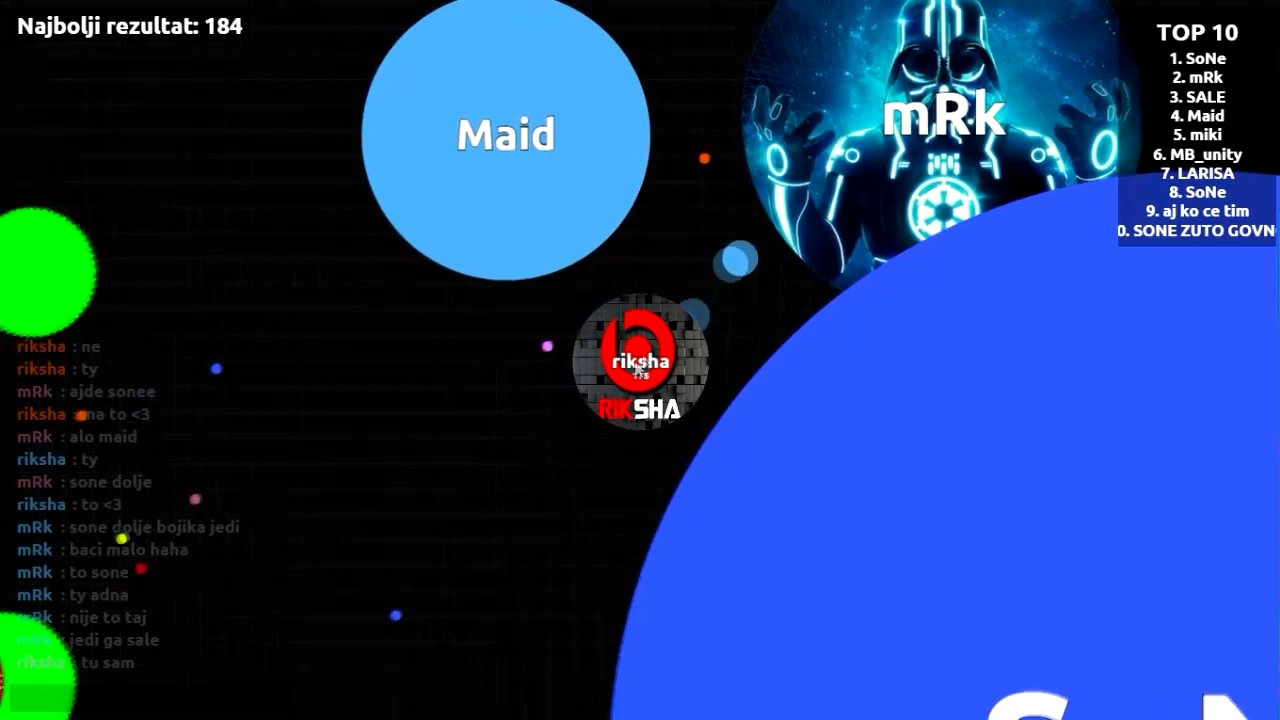 Najbolji rezultat: 184
Maid
mRk
TOP 10
1. SoNe
2. mRk
3. SALE
4. Maid
5. miki
6. MB_unity
7. LARISA
8. SoNe
9. aj ko ce tim
0. SONE ZUTO GOVN
riksha
RIKSHA
riksha : ne
riksha : ty
mRk : ajde sonee
riksha : na to <3
mRk : alo maid
riksha : ty
mRk : sone dolje
riksha : to <3
mRk : sone dolje bojika jedi
mRk : baci malo haha
mRk : to sone
mRk : ty adna
mRk : nije to taj
mRk : jedi ga sale
riksha : tu sam